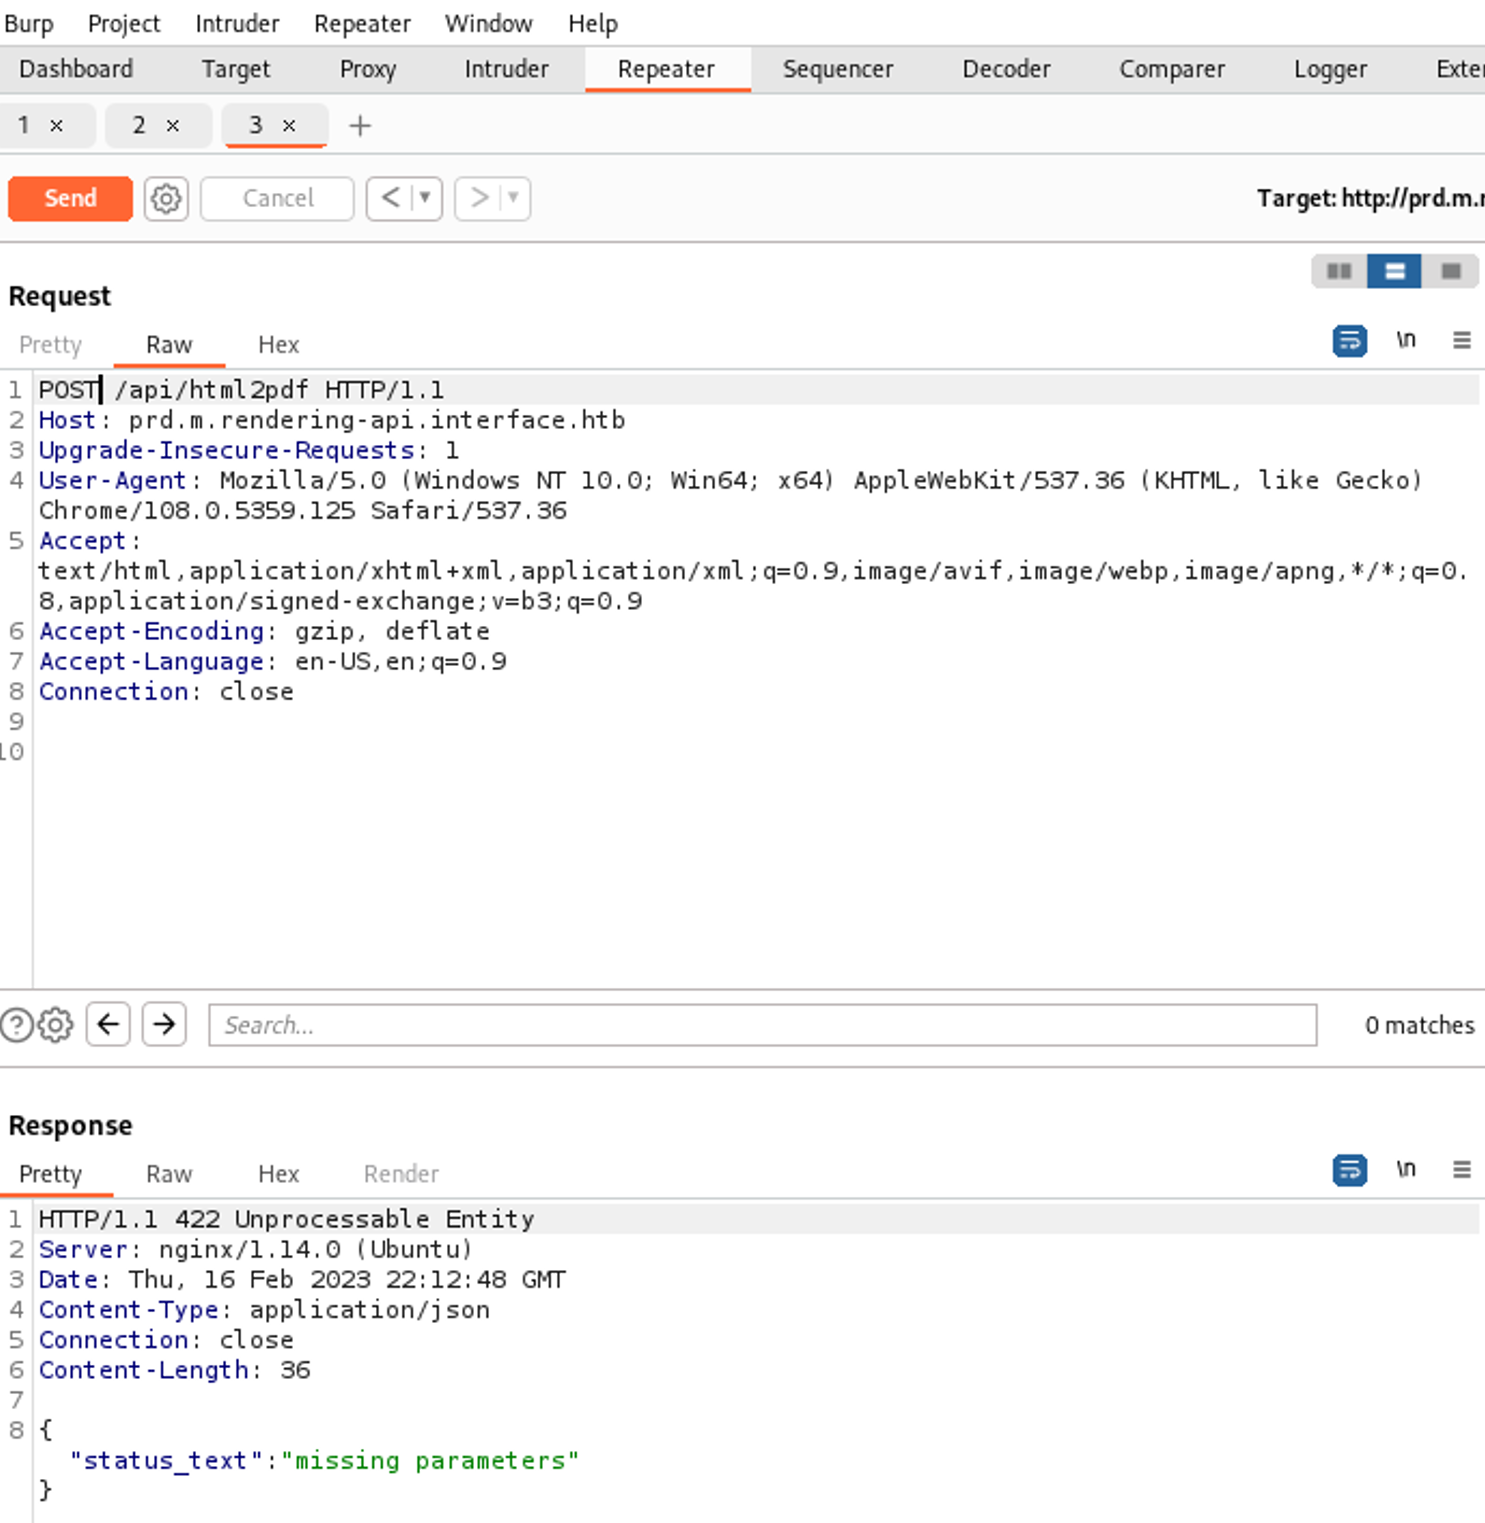 Burp Project Intruder Repeater Window Help
Dashboard Target Proxy Intruder Repeater Sequencer Decoder Comparer Logger Exte
1 × 2 × 3 × +
Send Cancel < > Target: http://prd.m.r
Request
Pretty Raw Hex \n
1 POST /api/html2pdf HTTP/1.1
2 Host: prd.m.rendering-api.interface.htb
3 Upgrade-Insecure-Requests: 1
4 User-Agent: Mozilla/5.0 (Windows NT 10.0; Win64; x64) AppleWebKit/537.36 (KHTML, like Gecko)
Chrome/108.0.5359.125 Safari/537.36
5 Accept:
text/html,application/xhtml+xml,application/xml;q=0.9,image/avif,image/webp,image/apng,*/*;q=0.
8,application/signed-exchange;v=b3;q=0.9
6 Accept-Encoding: gzip, deflate
7 Accept-Language: en-US,en;q=0.9
8 Connection: close
9
10
? Search... 0 matches
Response
Pretty Raw Hex Render \n
1 HTTP/1.1 422 Unprocessable Entity
2 Server: nginx/1.14.0 (Ubuntu)
3 Date: Thu, 16 Feb 2023 22:12:48 GMT
4 Content-Type: application/json
5 Connection: close
6 Content-Length: 36
7
8 {
"status_text":"missing parameters"
}